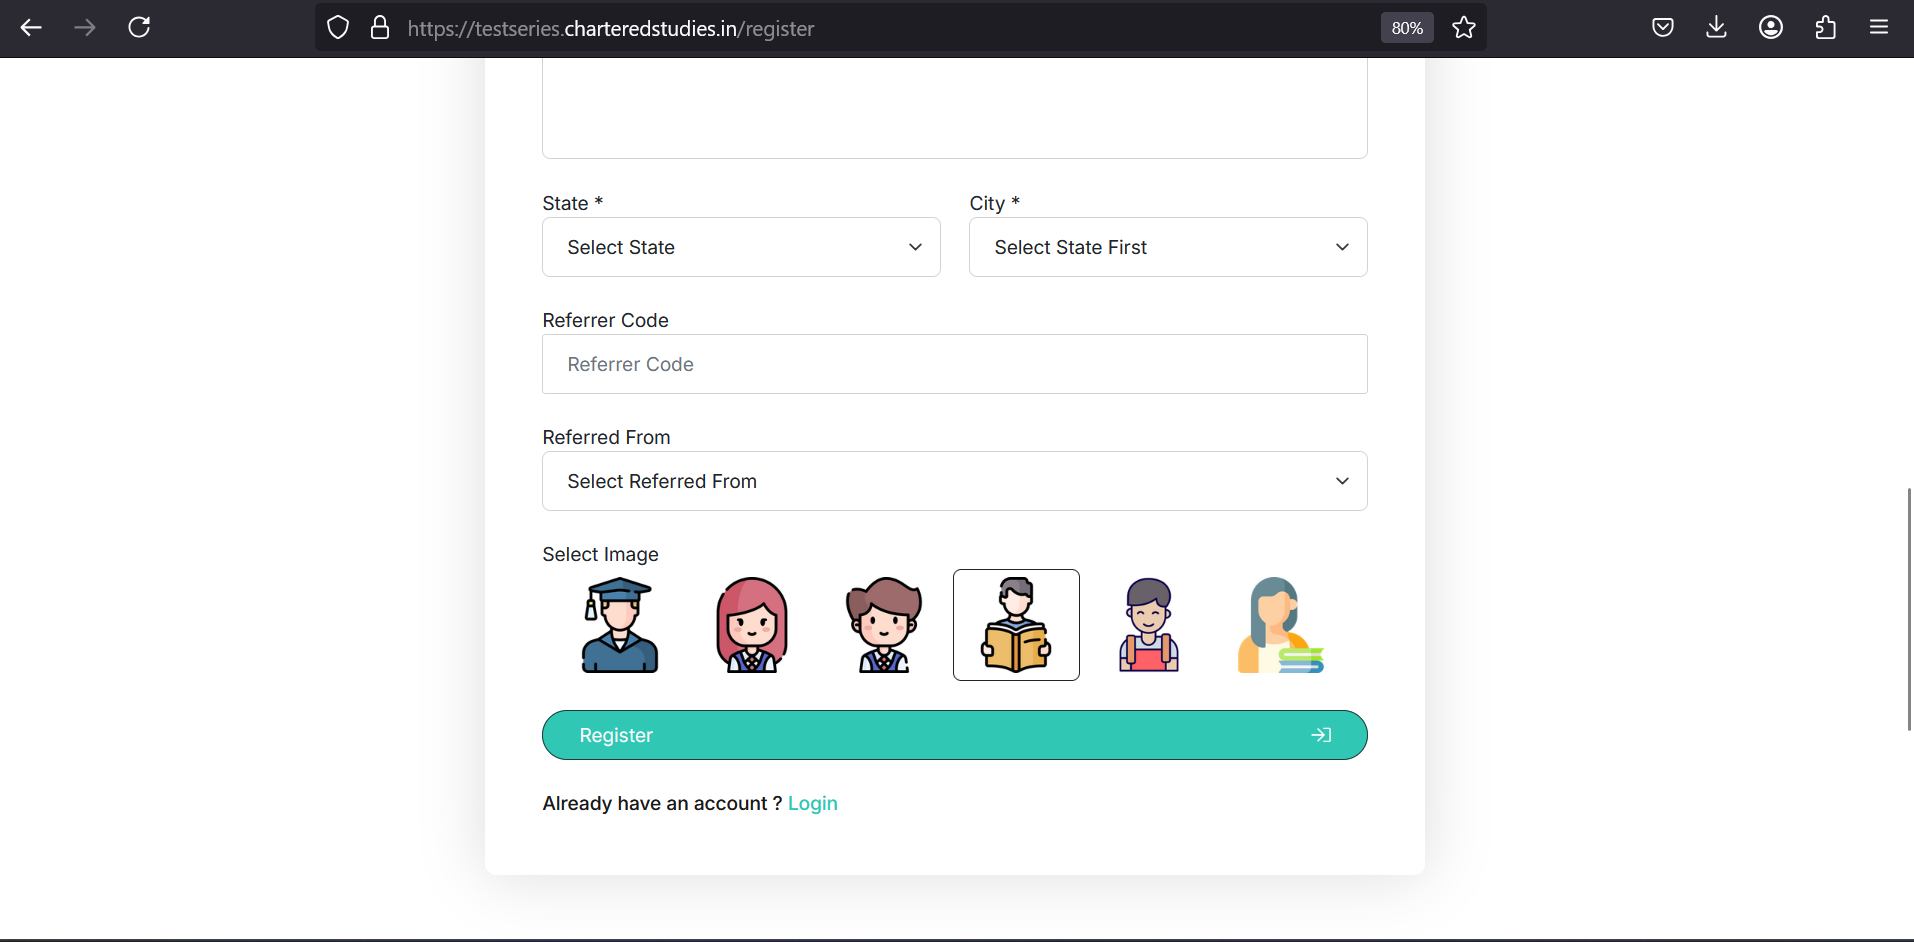 https://testseries.charteredstudies.in/register
80%
State *
City *
Select State
Select State First
Referrer Code
Referrer Code
Referred From
Select Referred From
Select Image
Register
Already have an account ? Login